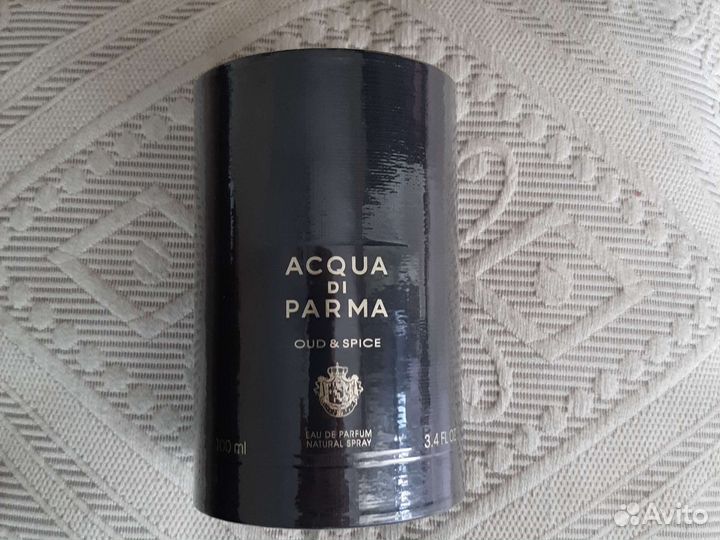 ACQUA
DI
PARMA
OUD & SPICE
EAU DE PARFUM
NATURAL SPRAY
100 ml
3.4 FL OZ
Avito